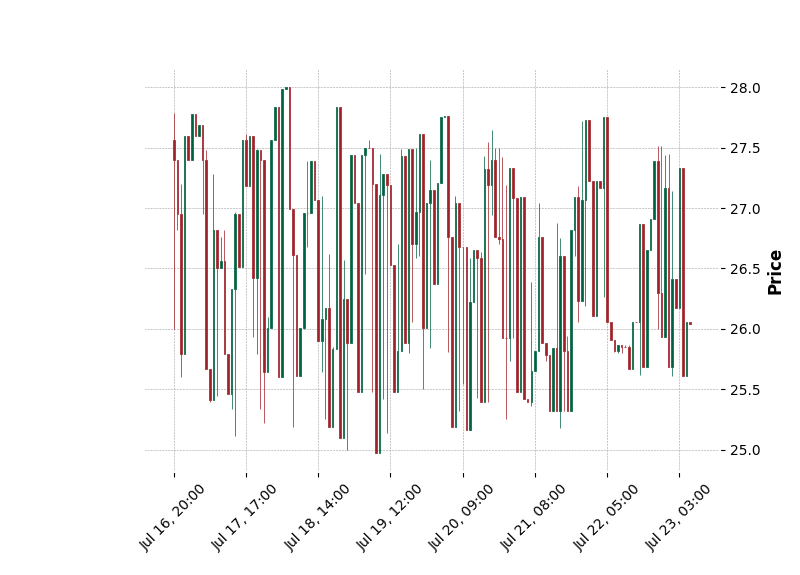 28.0
27.5
27.0
26.5
26.0
25.5
25.0
Price
Jul 16, 20:00
Jul 17, 17:00
Jul 18, 14:00
Jul 19, 12:00
Jul 20, 09:00
Jul 21, 08:00
Jul 22, 05:00
Jul 23, 03:00